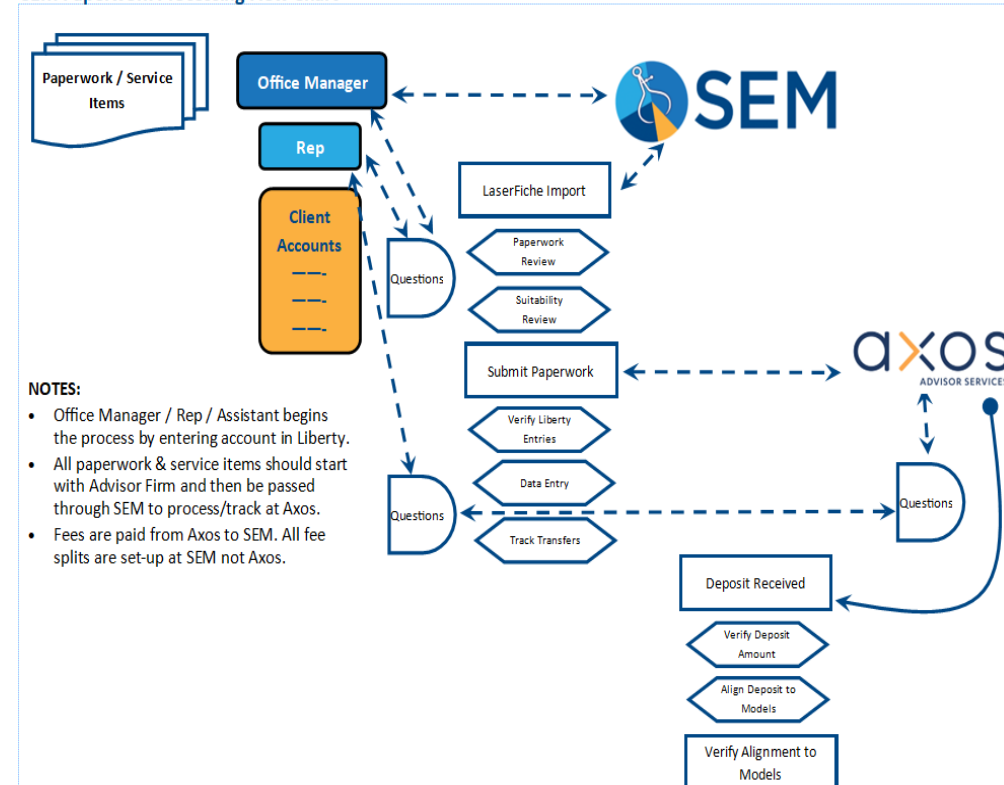 Paperwork / Service
Items
Office Manager
Rep
Client
Accounts
———-
———-
———-
SEM
LaserFiche Import
Paperwork
Review
Questions
Suitability
Review
Submit Paperwork
axos
ADVISOR SERVICES
Verify Liberty
Entries
Data Entry
Questions
Questions
Track Transfers
NOTES:
• Office Manager / Rep / Assistant begins
the process by entering account in Liberty.
• All paperwork & service items should start
with Advisor Firm and then be passed
through SEM to process/track at Axos.
• Fees are paid from Axos to SEM. All fee
splits are set-up at SEM not Axos.
Deposit Received
Verify Deposit
Amount
Align Deposit to
Models
Verify Alignment to
Models